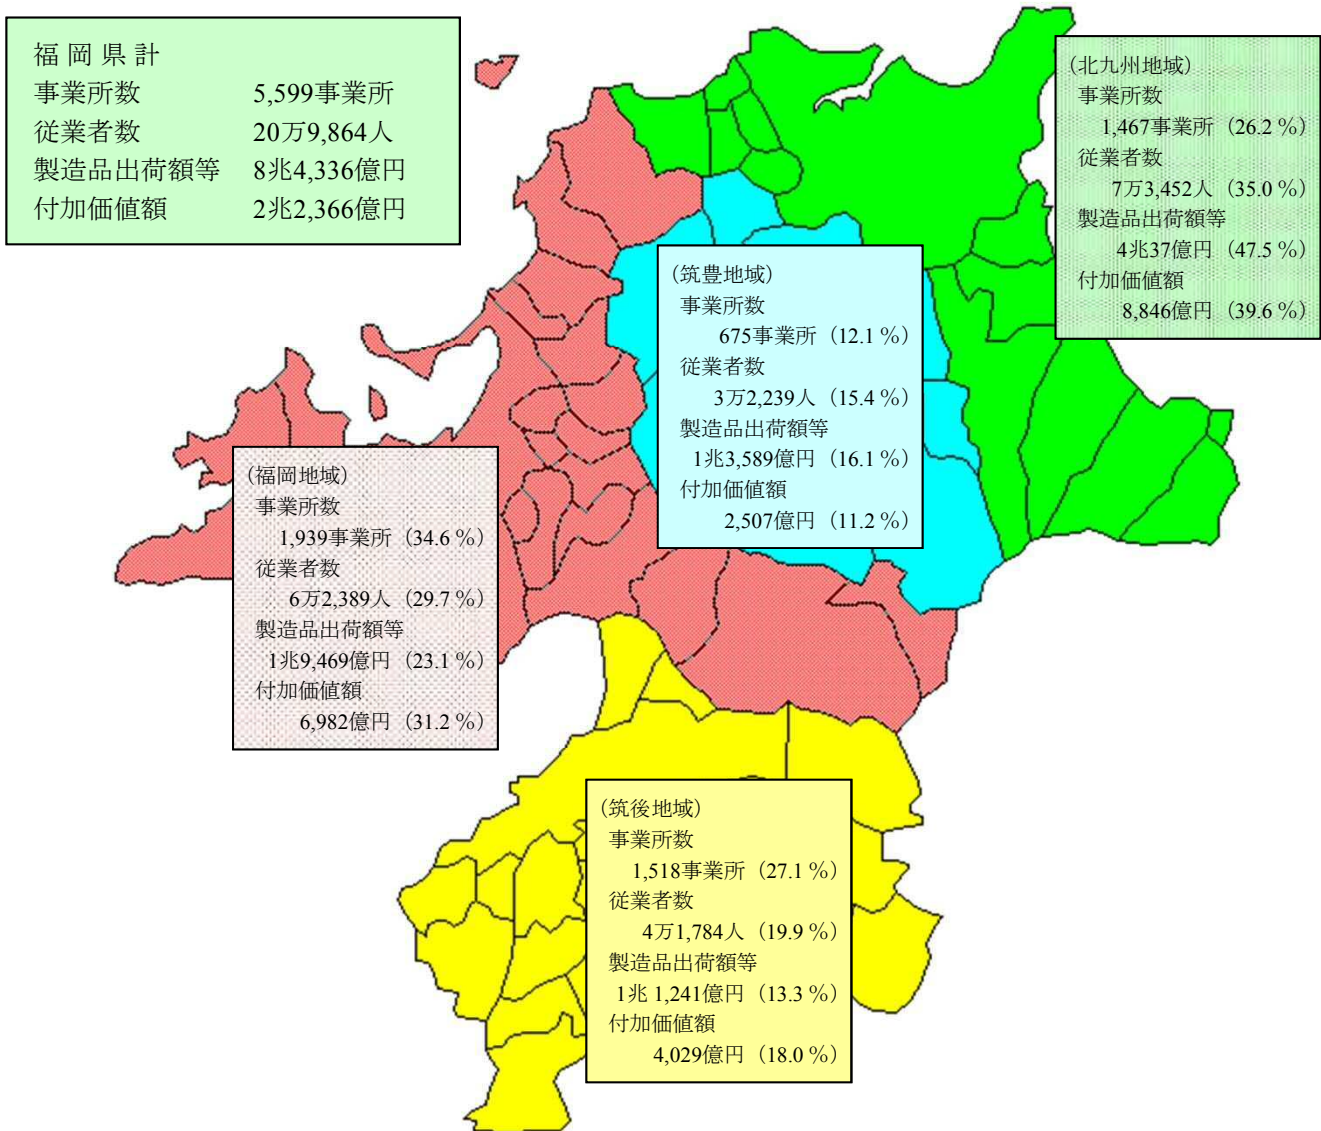 福岡県計
事業所数 5,599事業所
従業者数 20万9,864人
製造品出荷額等 8兆4,336億円
付加価値額 2兆2,366億円
(北九州地域)
事業所数
1,467事業所（26.2％）
従業者数
7万3,452人（35.0％）
製造品出荷額等
4兆37億円（47.5％）
付加価値額
8,846億円（39.6％）
(筑豊地域)
事業所数
675事業所（12.1％）
従業者数
3万2,239人（15.4％）
製造品出荷額等
1兆3,589億円（16.1％）
付加価値額
2,507億円（11.2％）
(福岡地域)
事業所数
1,939事業所（34.6％）
従業者数
6万2,389人（29.7％）
製造品出荷額等
1兆9,469億円（23.1％）
付加価値額
6,982億円（31.2％）
(筑後地域)
事業所数
1,518事業所（27.1％）
従業者数
4万1,784人（19.9％）
製造品出荷額等
1兆 1,241億円（13.3％）
付加価値額
4,029億円（18.0％）